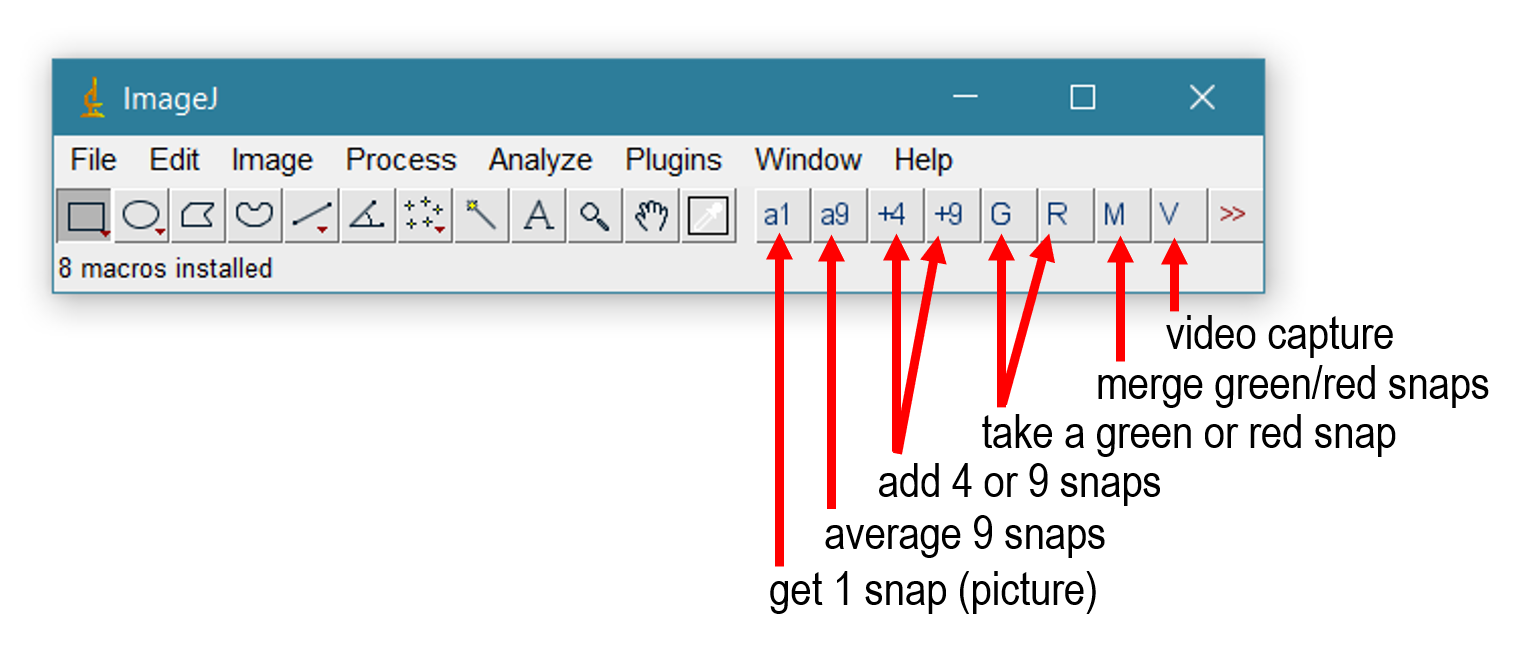 ImageJ
File Edit Image Process Analyze Plugins Window Help
A a1 a9 +4 +9 G R M V >>
8 macros installed
video capture
merge green/red snaps
take a green or red snap
add 4 or 9 snaps
average 9 snaps
get 1 snap (picture)